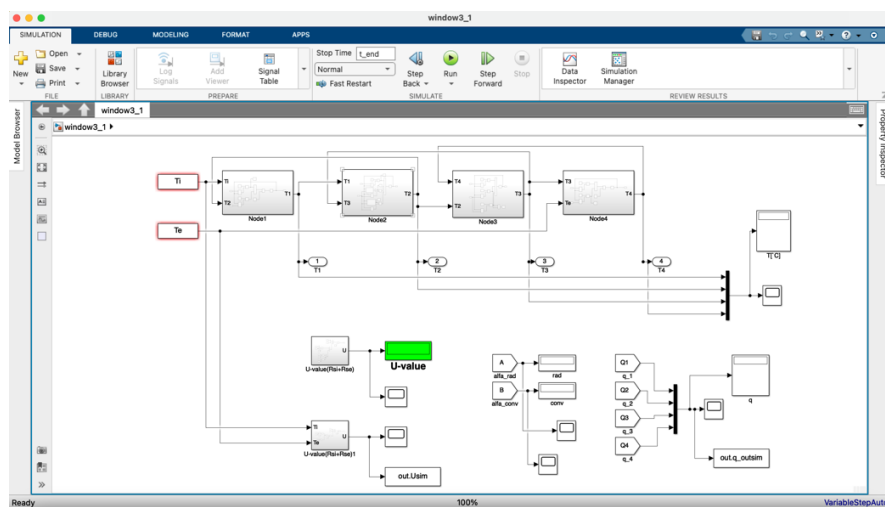 window3_1
SIMULATION DEBUG MODELING FORMAT APPS
New
Open
Save
Print
FILE
Library Browser
LIBRARY
Log Signals
Add Viewer
Signal Table
PREPARE
Stop Time t_end
Normal
Fast Restart
Step Back
Run
Step Forward
Stop
SIMULATE
Data Inspector
Simulation Manager
REVIEW RESULTS
Model Browser
window3_1
window3_1
Property Inspector
Ti
Te
Ti
T2
T1
Node1
T1
T3
T2
Node2
T4
T2
T3
Node3
T3
Te
T4
Node4
1
T1
2
T2
3
T3
4
T4
T[ C]
U
U-value(Rsi+Rse)
U-value
Ti
Te
U
U-value(Rsi+Rse)1
out.Usim
A
alfa_rad
rad
B
alfa_conv
conv
Q1
q_1
Q2
q_2
Q3
q_3
Q4
q_4
q
out.q_outsim
Ready
100%
VariableStepAuto